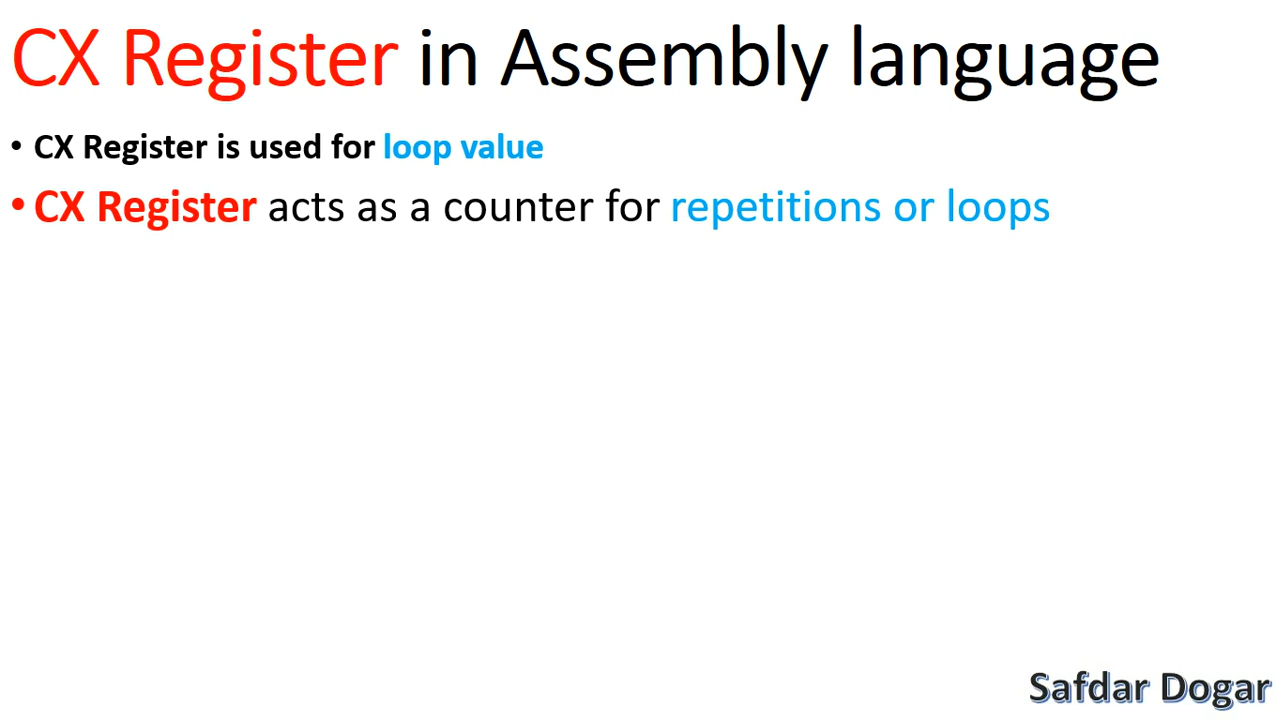 CX Register in Assembly language
• CX Register is used for loop value
• CX Register acts as a counter for repetitions or loops
Safdar Dogar